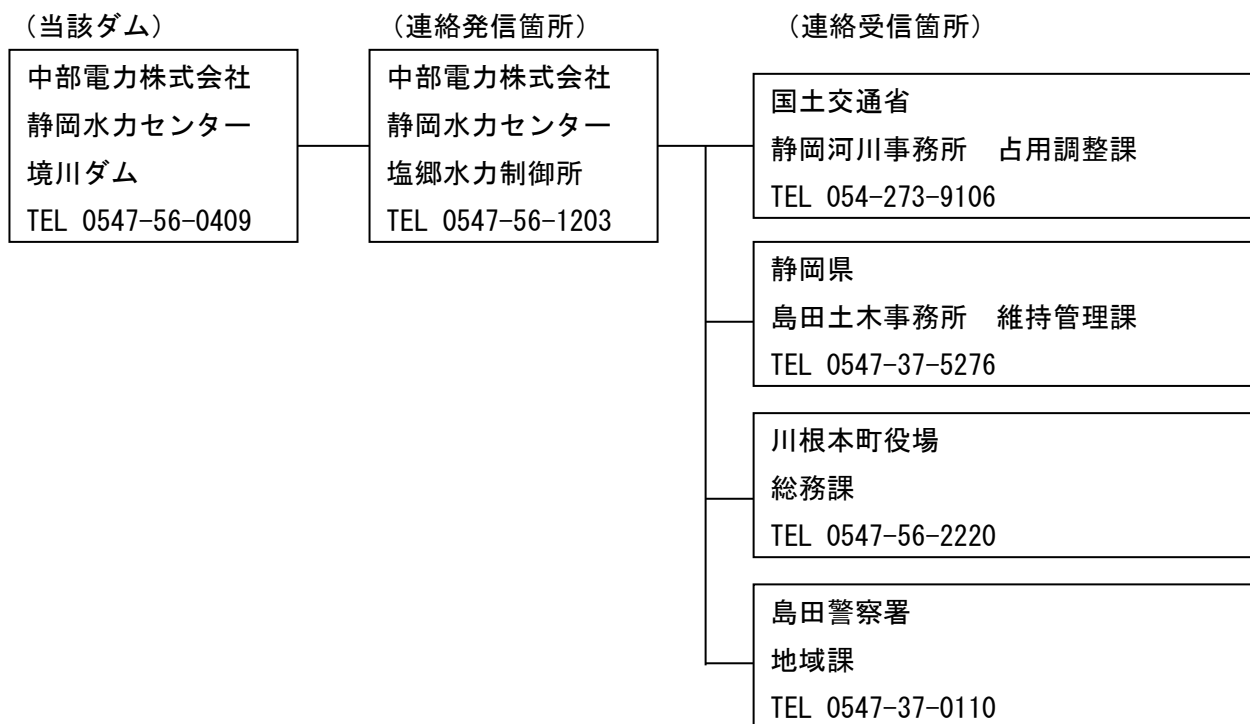 （当該ダム）
中部電力株式会社
静岡水力センター
境川ダム
TEL 0547-56-0409
（連絡発信箇所）
中部電力株式会社
静岡水力センター
塩郷水力制御所
TEL 0547-56-1203
（連絡受信箇所）
国土交通省
静岡河川事務所　占用調整課
TEL 054-273-9106
静岡県
島田土木事務所　維持管理課
TEL 0547-37-5276
川根本町役場
総務課
TEL 0547-56-2220
島田警察署
地域課
TEL 0547-37-0110